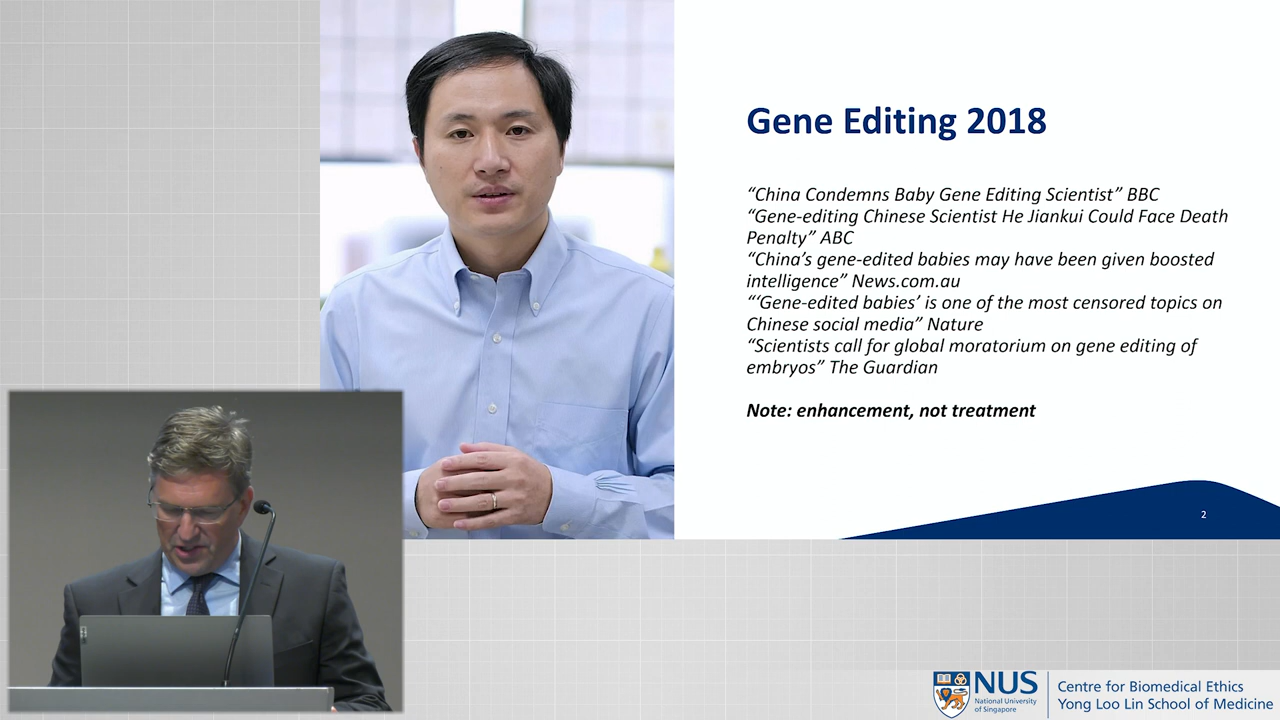 Gene Editing 2018
“China Condemns Baby Gene Editing Scientist” BBC
“Gene-editing Chinese Scientist He Jiankui Could Face Death
Penalty” ABC
“China’s gene-edited babies may have been given boosted
intelligence” News.com.au
“‘Gene-edited babies’ is one of the most censored topics on
Chinese social media” Nature
“Scientists call for global moratorium on gene editing of
embryos” The Guardian
Note: enhancement, not treatment
2
NUS
National University
of Singapore
Centre for Biomedical Ethics
Yong Loo Lin School of Medicine